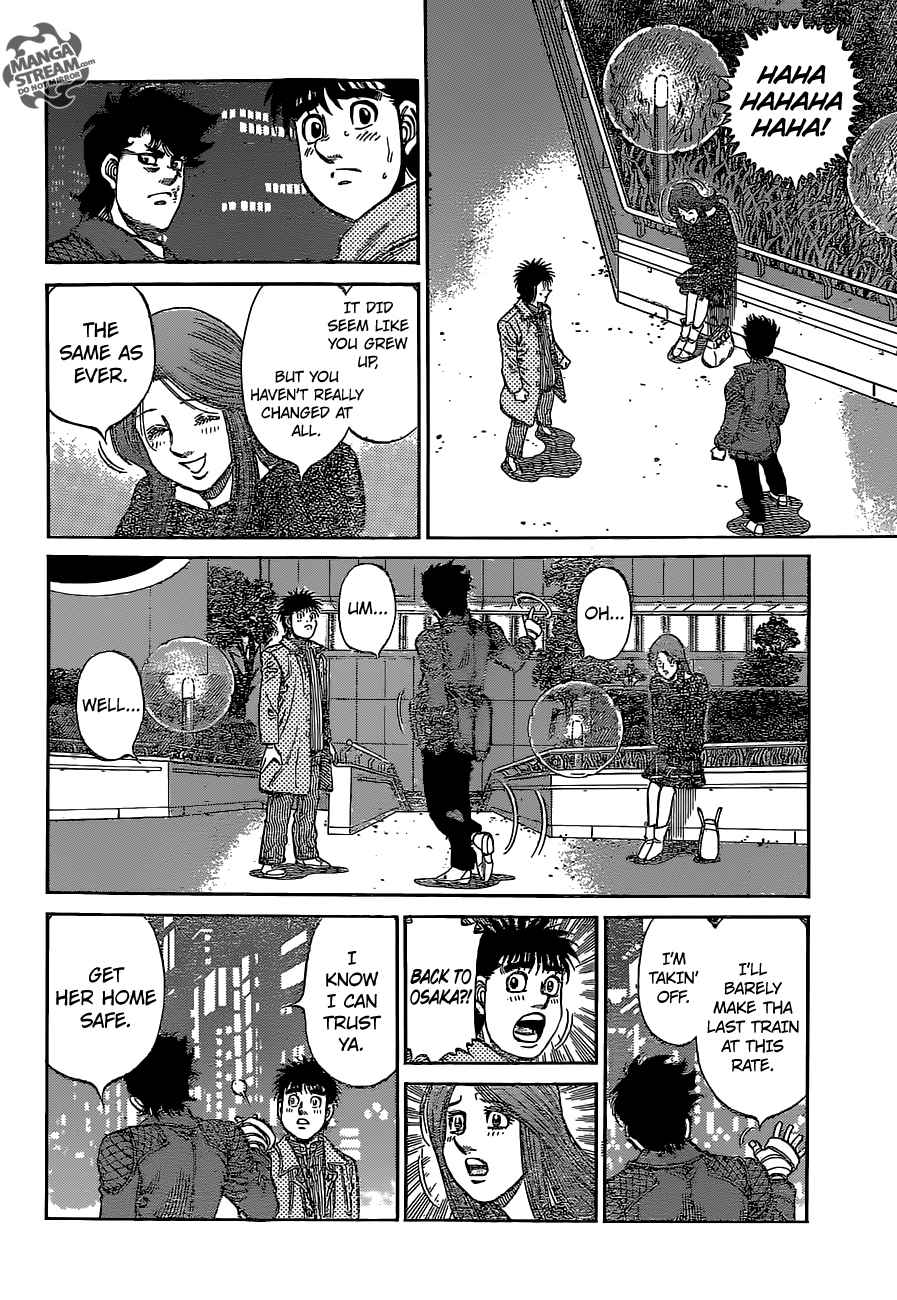 MANGA
STREAM.com
DO NOT MIRROR
HAHA
HAHAHA
HAHA!
IT DID
SEEM LIKE
YOU GREW
UP,
BUT YOU
HAVEN'T REALLY
CHANGED AT
ALL.
THE
SAME AS
EVER.
OH...
UM...
WELL...
I'LL
BARELY
MAKE THA
LAST TRAIN
AT THIS
RATE.
I'M
TAKIN'
OFF.
BACK TO
OSAKA?!
I
KNOW
I CAN
TRUST
YA.
GET
HER HOME
SAFE.